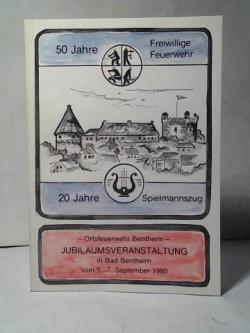 50 Jahre Freiwillige
Feuerwehr
20 Jahre Spielmannszug
- Ortsfeuerwehr Bentheim -
JUBILÄUMSVERANSTALTUNG
in Bad Bentheim
vom 5.-7. September 1980